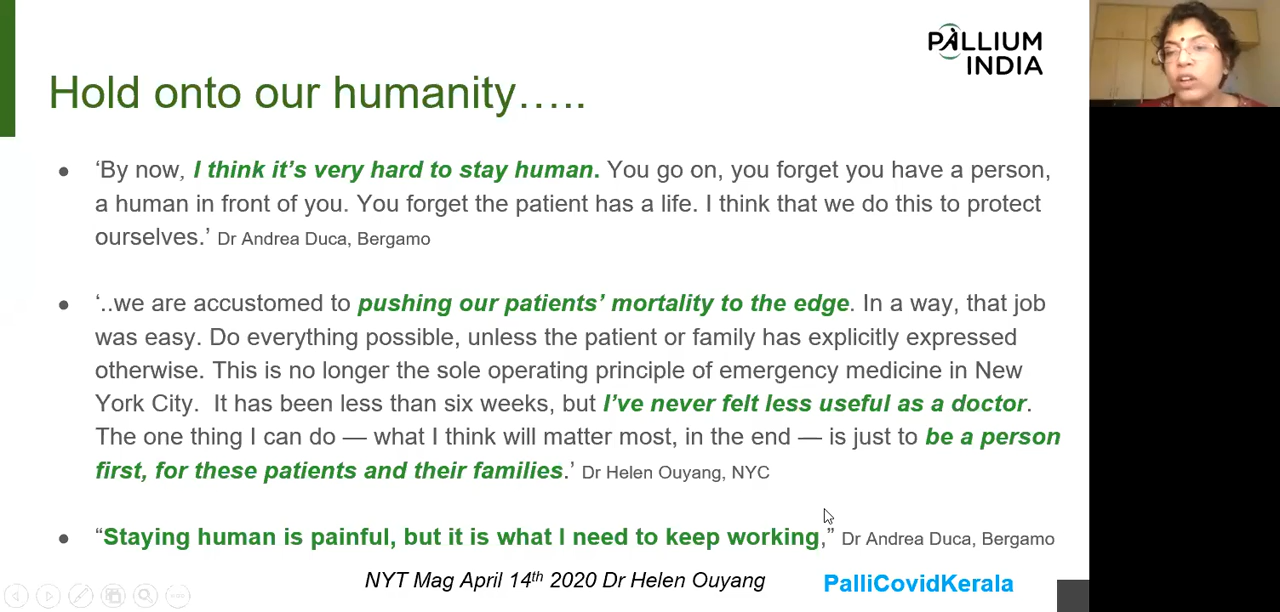 PALLIUM
INDIA
Hold onto our humanity…..
● ‘By now, I think it’s very hard to stay human. You go on, you forget you have a person,
a human in front of you. You forget the patient has a life. I think that we do this to protect
ourselves.’ Dr Andrea Duca, Bergamo
● ‘..we are accustomed to pushing our patients’ mortality to the edge. In a way, that job
was easy. Do everything possible, unless the patient or family has explicitly expressed
otherwise. This is no longer the sole operating principle of emergency medicine in New
York City. It has been less than six weeks, but I’ve never felt less useful as a doctor.
The one thing I can do — what I think will matter most, in the end — is just to be a person
first, for these patients and their families.’ Dr Helen Ouyang, NYC
● “Staying human is painful, but it is what I need to keep working,” Dr Andrea Duca, Bergamo
NYT Mag April 14th 2020 Dr Helen Ouyang
PalliCovidKerala